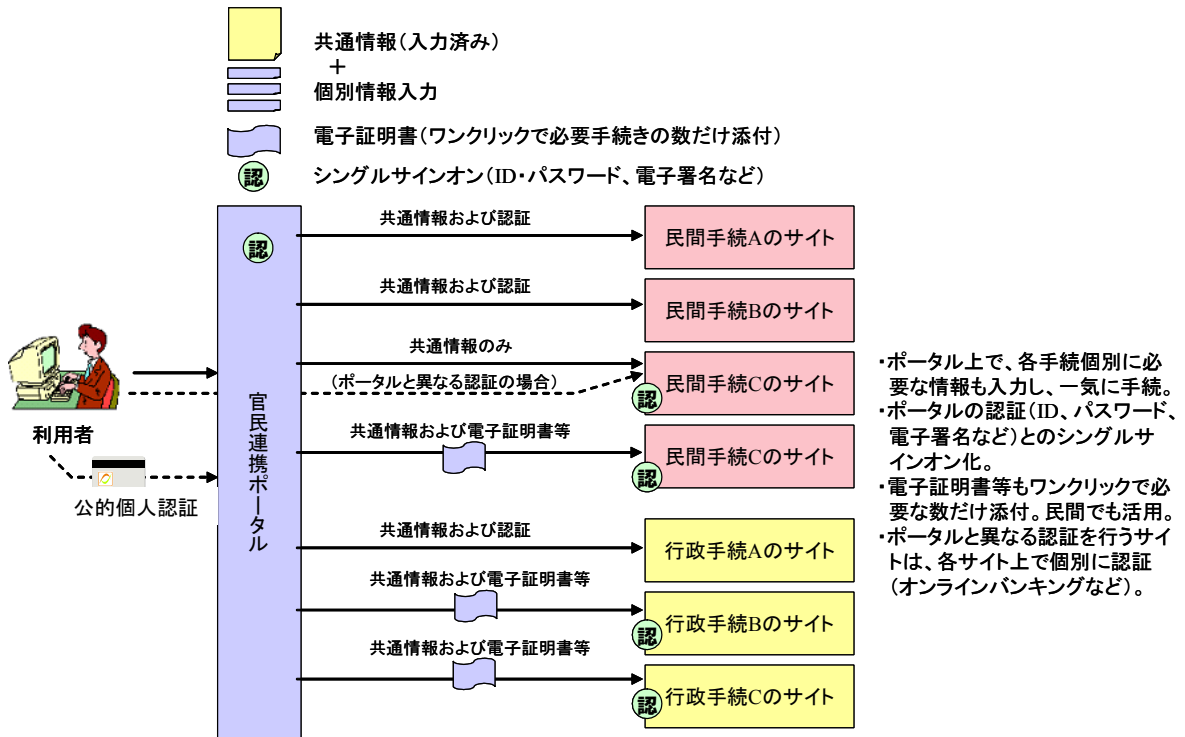 共通情報（入力済み）
＋
個別情報入力
電子証明書（ワンクリックで必要手続きの数だけ添付）
認
シングルサインオン（ID・パスワード、電子署名など）
認
官民連携ポータル
利用者
公的個人認証
共通情報および認証
民間手続Aのサイト
共通情報および認証
民間手続Bのサイト
共通情報のみ
（ポータルと異なる認証の場合）
民間手続Cのサイト
認
共通情報および電子証明書等
民間手続Cのサイト
認
共通情報および認証
行政手続Aのサイト
共通情報および電子証明書等
行政手続Bのサイト
認
共通情報および電子証明書等
行政手続Cのサイト
認
・ポータル上で、各手続個別に必
要な情報も入力し、一気に手続。
・ポータルの認証（ID、パスワード、
電子署名など）とのシングルサ
インオン化。
・電子証明書等もワンクリックで必
要な数だけ添付。民間でも活用。
・ポータルと異なる認証を行うサイ
トは、各サイト上で個別に認証
（オンラインバンキングなど）。